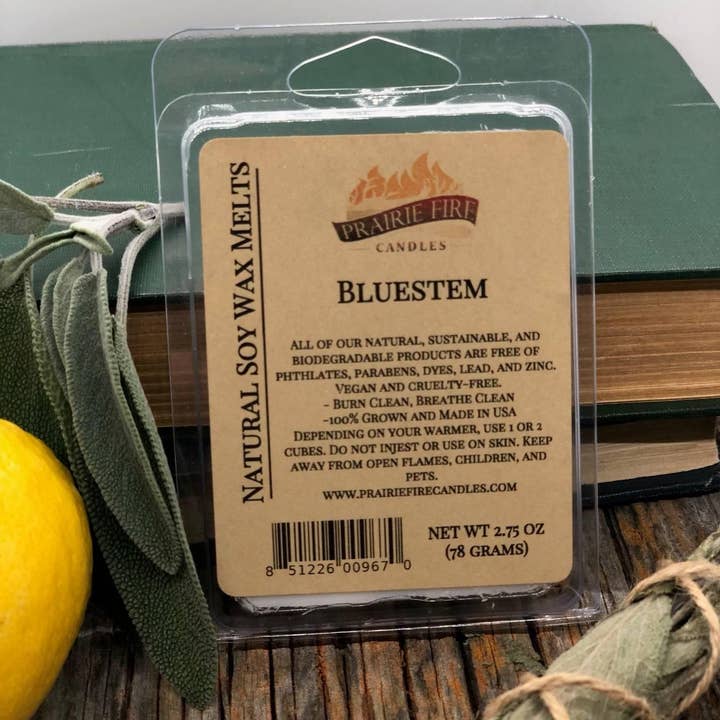 NATURAL SOY WAX MELTS
PRAIRIE FIRE
CANDLES
BLUESTEM
ALL OF OUR NATURAL, SUSTAINABLE, AND
BIODEGRADABLE PRODUCTS ARE FREE OF
PHTHLATES, PARABENS, DYES, LEAD, AND ZINC.
VEGAN AND CRUELTY-FREE.
- BURN CLEAN, BREATHE CLEAN
-100% GROWN AND MADE IN USA
DEPENDING ON YOUR WARMER, USE 1 OR 2
CUBES. DO NOT INJEST OR USE ON SKIN. KEEP
AWAY FROM OPEN FLAMES, CHILDREN, AND
PETS.
WWW.PRAIRIEFIRECANDLES.COM
8 51226 00967 0
NET WT 2.75 OZ
(78 GRAMS)